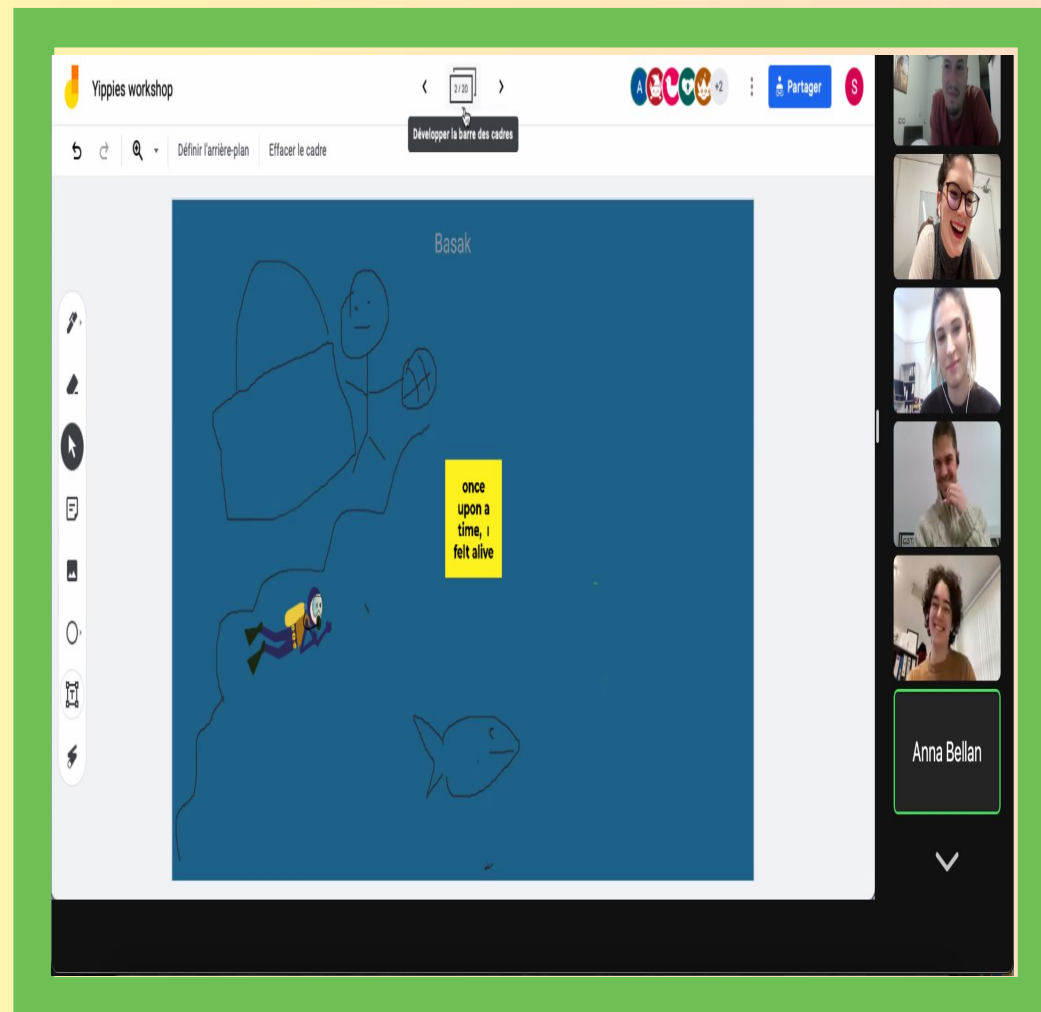 Yippies workshop
2 / 20
A
+2
Partager
S
Développer la barre des cadres
Définir l'arrière-plan
Effacer le cadre
Basak
once
upon a
time, I
felt alive
T
Anna Bellan